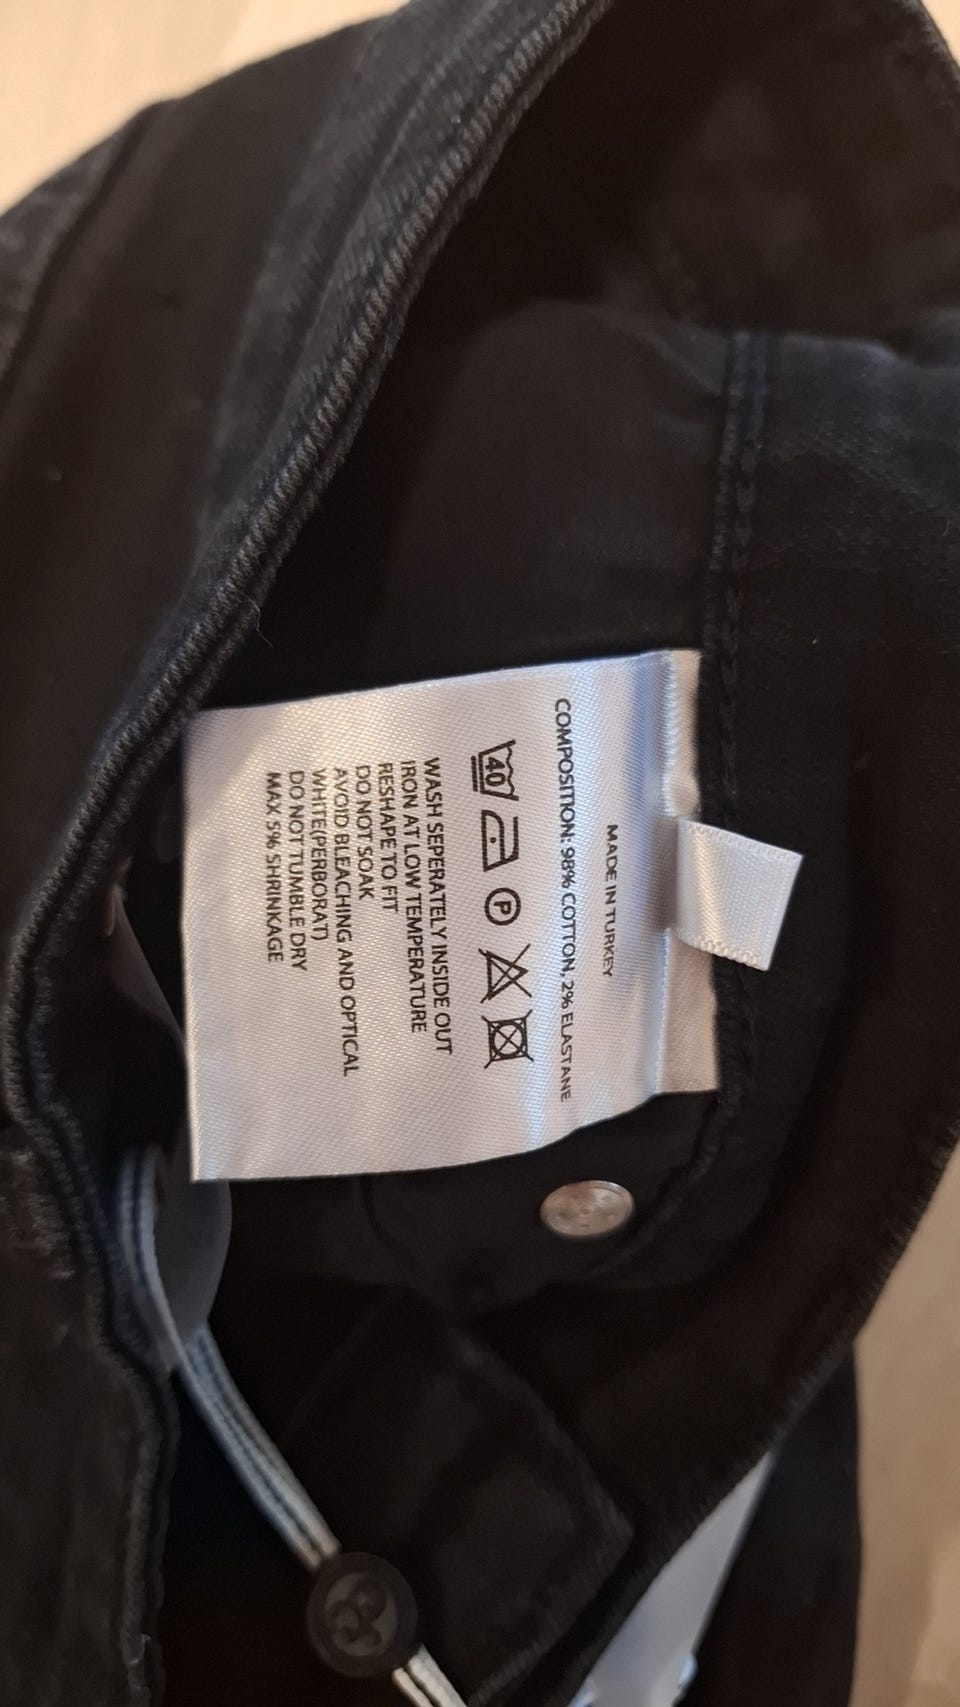 MADE IN TURKEY
COMPOSITION: 98% COTTON, 2% ELASTANE
40 P
WASH SEPERATELY INSIDE OUT
IRON AT LOW TEMPERATURE
RESHAPE TO FIT
DO NOT SOAK
AVOID BLEACHING AND OPTICAL
WHITE(PERBORAT)
DO NOT TUMBLE DRY
MAX 5% SHRINKAGE